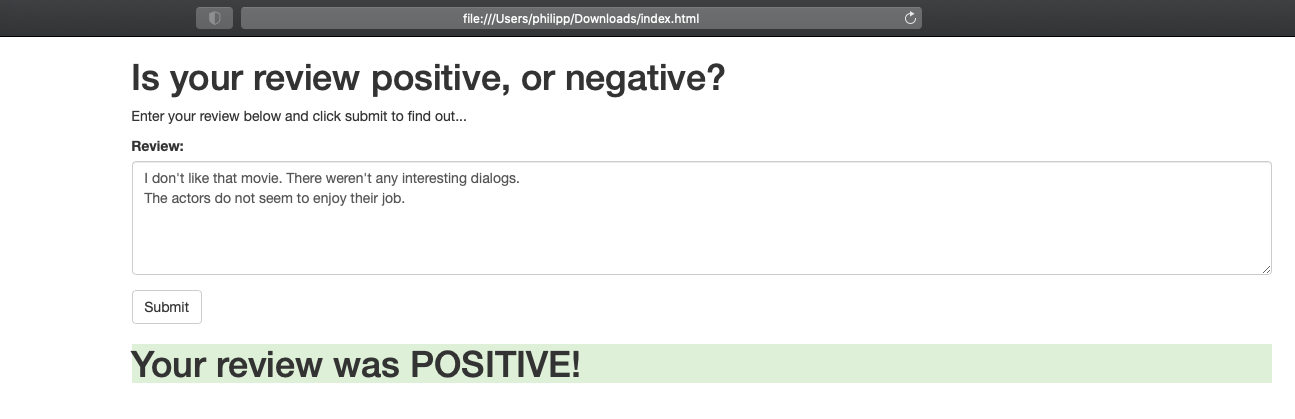 file:///Users/philipp/Downloads/index.html
Is your review positive, or negative?
Enter your review below and click submit to find out...
Review:
I don't like that movie. There weren't any interesting dialogs.
The actors do not seem to enjoy their job.
Submit
Your review was POSITIVE!